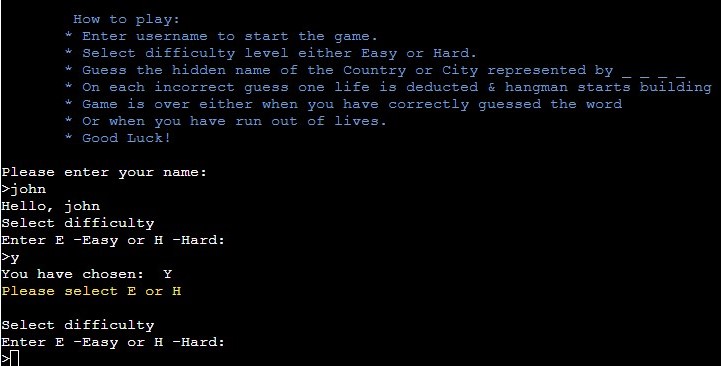 How to play:
* Enter username to start the game.
* Select difficulty level either Easy or Hard.
* Guess the hidden name of the Country or City represented by _ _ _ _
* On each incorrect guess one life is deducted & hangman starts building
* Game is over either when you have correctly guessed the word
* Or when you have run out of lives.
* Good Luck!
Please enter your name:
>john
Hello, john
Select difficulty
Enter E -Easy or H -Hard:
>y
You have chosen:  Y
Please select E or H
Select difficulty
Enter E -Easy or H -Hard:
>